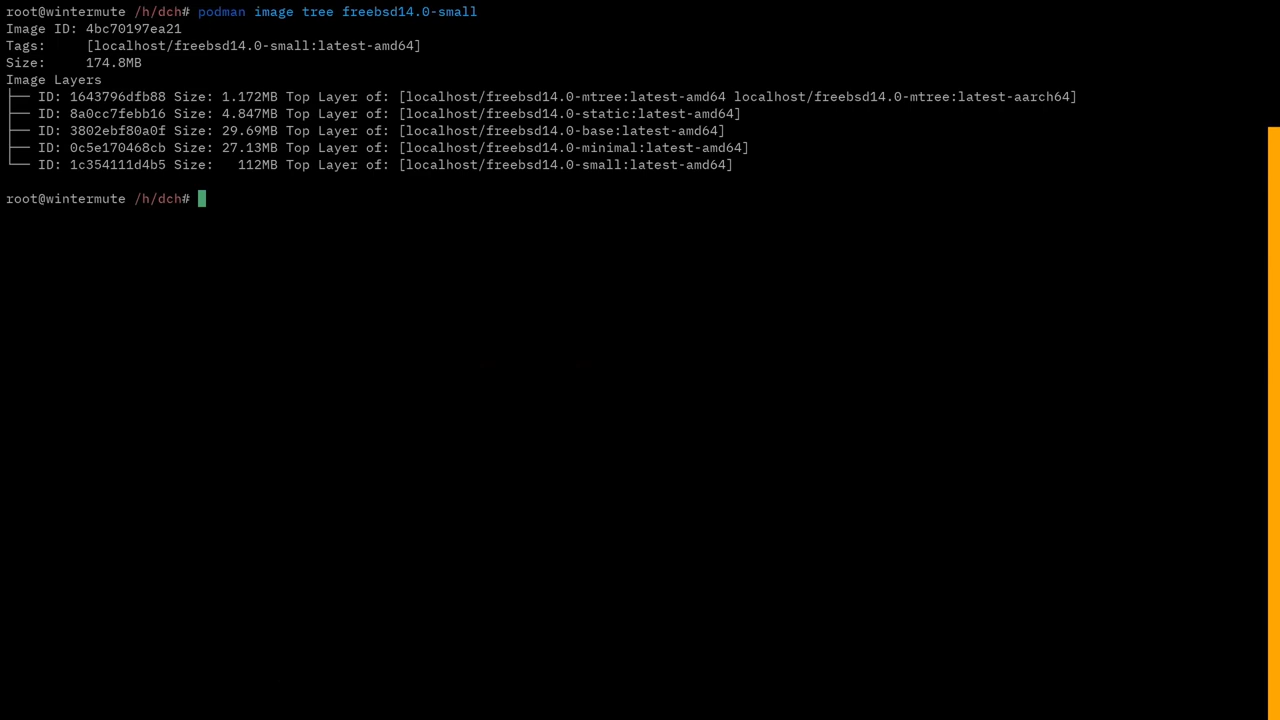 root@wintermute /h/dch# podman image tree freebsd14.0-small
Image ID: 4bc70197ea21
Tags:     [localhost/freebsd14.0-small:latest-amd64]
Size:     174.8MB
Image Layers
├── ID: 1643796dfb88 Size: 1.172MB Top Layer of: [localhost/freebsd14.0-mtree:latest-amd64 localhost/freebsd14.0-mtree:latest-aarch64]
├── ID: 8a0cc7febb16 Size: 4.847MB Top Layer of: [localhost/freebsd14.0-static:latest-amd64]
├── ID: 3802ebf80a0f Size: 29.69MB Top Layer of: [localhost/freebsd14.0-base:latest-amd64]
├── ID: 0c5e170468cb Size: 27.13MB Top Layer of: [localhost/freebsd14.0-minimal:latest-amd64]
└── ID: 1c354111d4b5 Size:   112MB Top Layer of: [localhost/freebsd14.0-small:latest-amd64]
root@wintermute /h/dch#